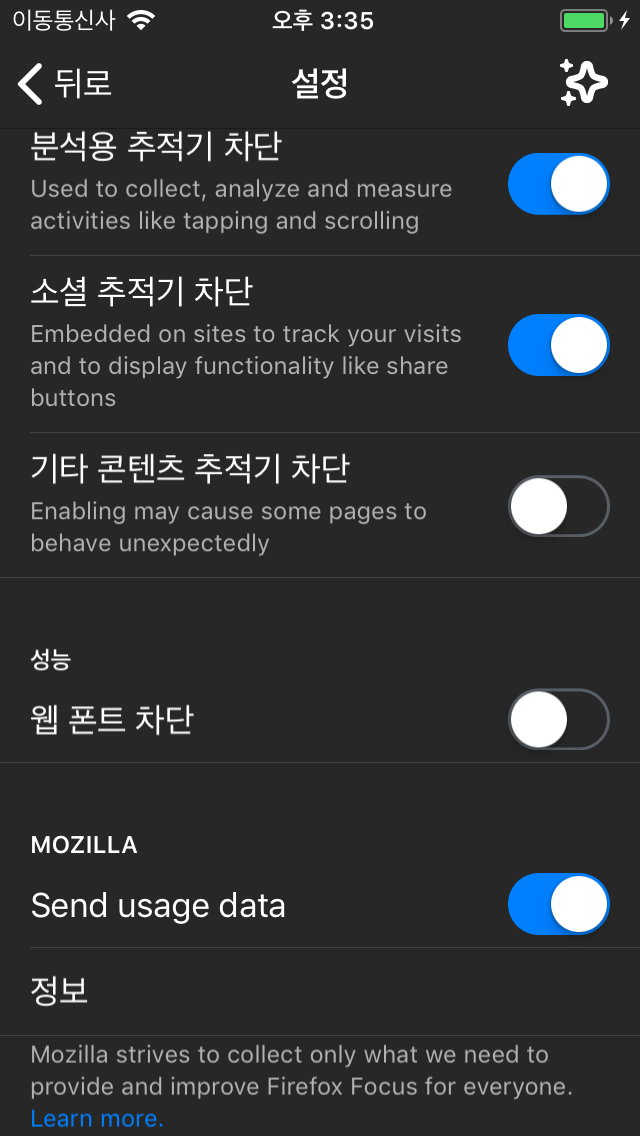 이동통신사 오후 3:35
뒤로 설정
분석용 추적기 차단
Used to collect, analyze and measure
activities like tapping and scrolling
소셜 추적기 차단
Embedded on sites to track your visits
and to display functionality like share
buttons
기타 콘텐츠 추적기 차단
Enabling may cause some pages to
behave unexpectedly
성능
웹 폰트 차단
MOZILLA
Send usage data
정보
Mozilla strives to collect only what we need to
provide and improve Firefox Focus for everyone.
Learn more.